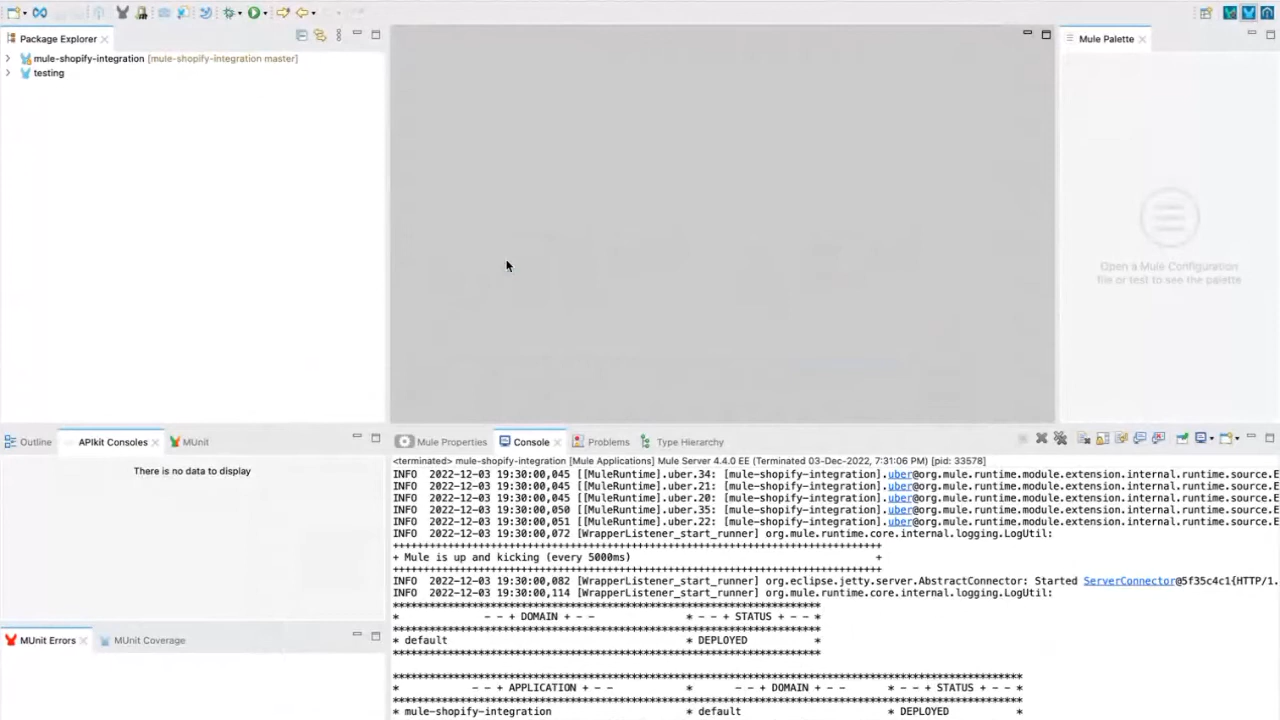 Package Explorer
mule-shopify-integration [mule-shopify-integration master]
testing
Mule Palette
Open a Mule Configuration
file or test to see the palette
Outline
APIkit Consoles
MUnit
There is no data to display
MUnit Errors
MUnit Coverage
Mule Properties
Console
Problems
Type Hierarchy
<terminated> mule-shopify-integration [Mule Applications] Mule Server 4.4.0 EE (Terminated 03-Dec-2022, 7:31:06 PM) [pid: 33578]
INFO  2022-12-03 19:30:00,045 [[MuleRuntime].uber.34: [mule-shopify-integration].uber@org.mule.runtime.module.extension.internal.runtime.source.E
INFO  2022-12-03 19:30:00,045 [[MuleRuntime].uber.21: [mule-shopify-integration].uber@org.mule.runtime.module.extension.internal.runtime.source.E
INFO  2022-12-03 19:30:00,045 [[MuleRuntime].uber.20: [mule-shopify-integration].uber@org.mule.runtime.module.extension.internal.runtime.source.E
INFO  2022-12-03 19:30:00,050 [[MuleRuntime].uber.35: [mule-shopify-integration].uber@org.mule.runtime.module.extension.internal.runtime.source.E
INFO  2022-12-03 19:30:00,051 [[MuleRuntime].uber.22: [mule-shopify-integration].uber@org.mule.runtime.module.extension.internal.runtime.source.E
INFO  2022-12-03 19:30:00,072 [WrapperListener_start_runner] org.mule.runtime.core.internal.logging.LogUtil:
++++++++++++++++++++++++++++++++++++++++++++++++++++++++++++++++++++++
+ Mule is up and kicking (every 5000ms) +
++++++++++++++++++++++++++++++++++++++++++++++++++++++++++++++++++++++
INFO  2022-12-03 19:30:00,082 [WrapperListener_start_runner] org.eclipse.jetty.server.AbstractConnector: Started ServerConnector@5f35c4c1{HTTP/1.
INFO  2022-12-03 19:30:00,114 [WrapperListener_start_runner] org.mule.runtime.core.internal.logging.LogUtil:
**********************************************************************
* - - + DOMAIN + - - * - - + STATUS + - - *
**********************************************************************
* default * DEPLOYED *
**********************************************************************
*******************************************************************************************************
* - - + APPLICATION + - - * - - + DOMAIN + - - * - - + STATUS + - - *
*******************************************************************************************************
* mule-shopify-integration * default * DEPLOYED